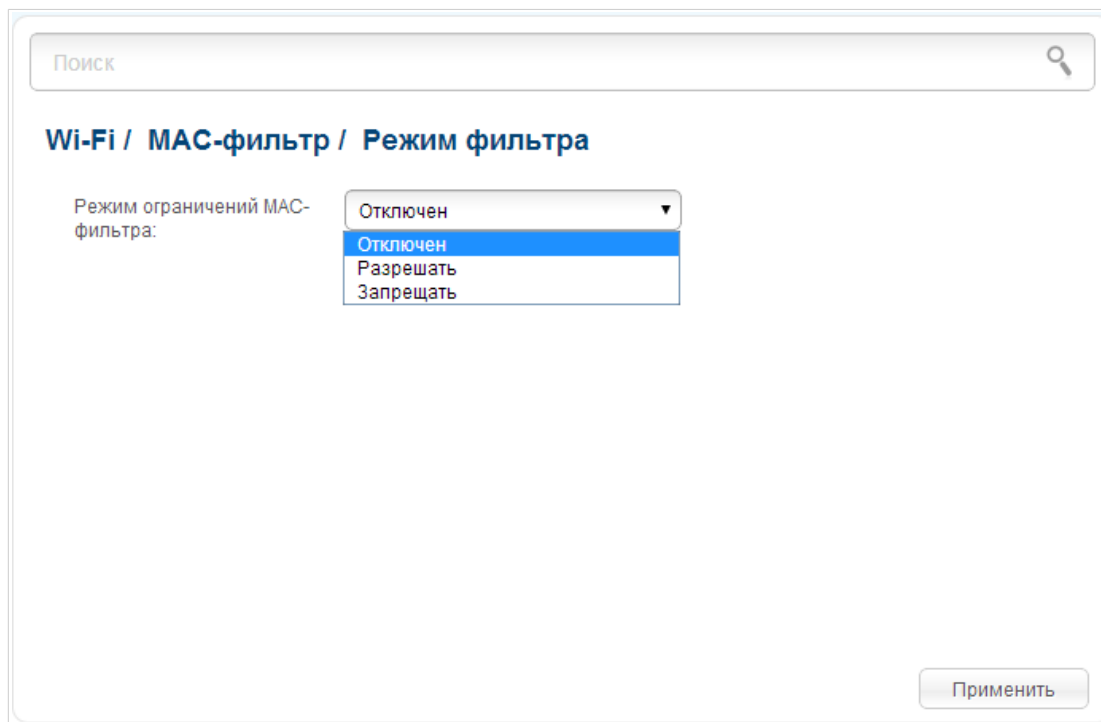 Поиск
Wi-Fi / MAC-фильтр / Режим фильтра
Режим ограничений MAC-
фильтра:
Отключен
Отключен
Разрешать
Запрещать
Применить